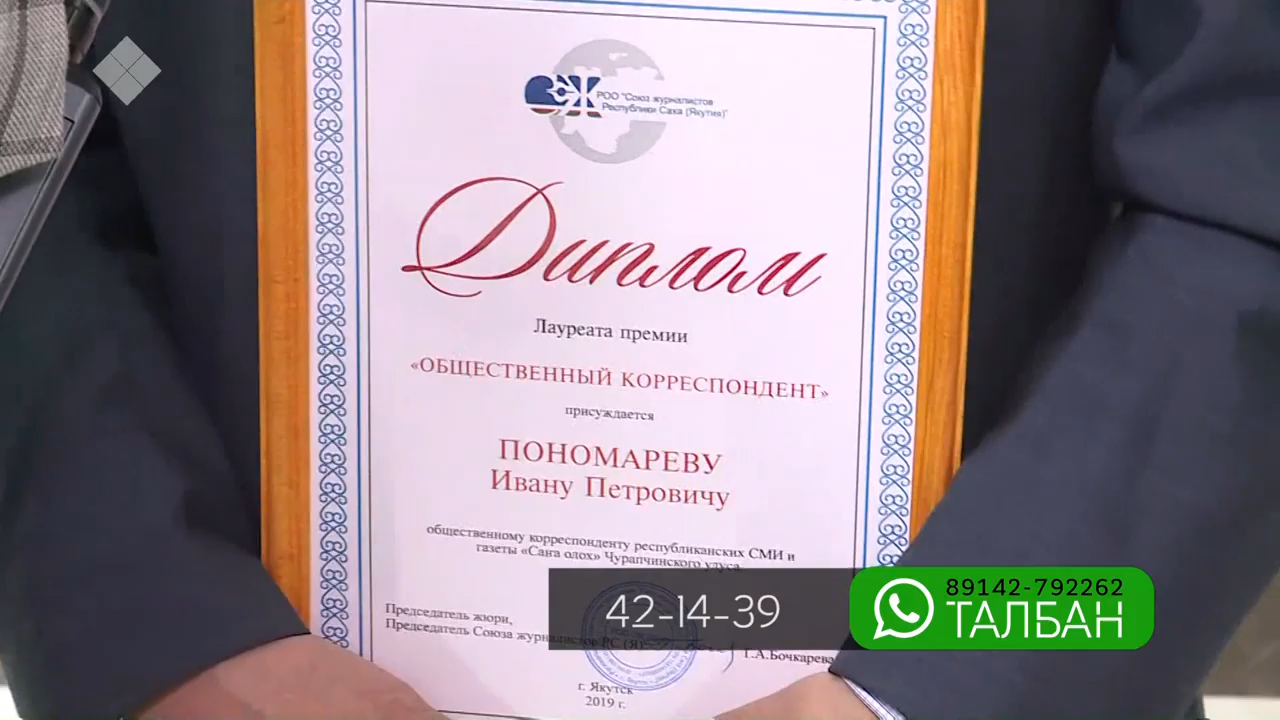 СЖ
РОО "Союз журналистов
Республики Саха (Якутия)"
Диплом
Лауреата премии
«ОБЩЕСТВЕННЫЙ КОРРЕСПОНДЕНТ»
присуждается
ПОНОМАРЕВУ
Ивану Петровичу
общественному корреспонденту республиканских СМИ и
газеты «Сана олох» Чурапчинского улуса
Председатель жюри,
Председатель Союза журналистов РС (Я)
Т.А.Бочкарева
г. Якутск
2019 г.
42-14-39
89142-792262
ТАЛБАН